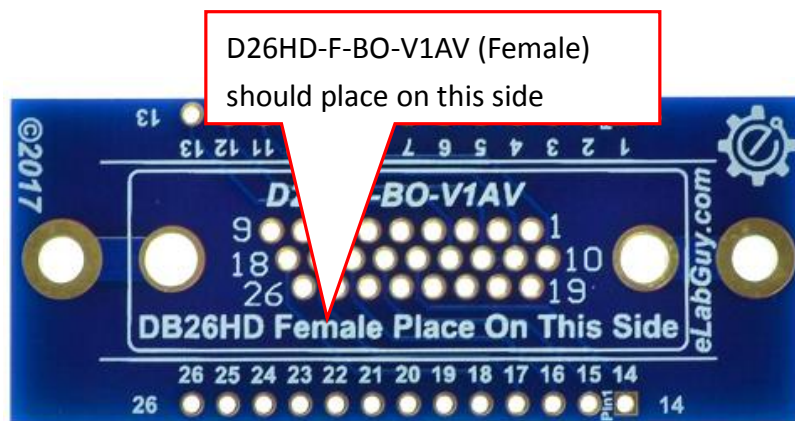 D26HD-F-BO-V1AV (Female)
should place on this side
13
13 12 11 7 6 5 4 3 2 1
©2017
-BO-V1AV
9 1
18 10
26 19
DB26HD Female Place On This Side
eLabGuy.com
26 25 24 23 22 21 20 19 18 17 16 15 14
26 Pin1 14